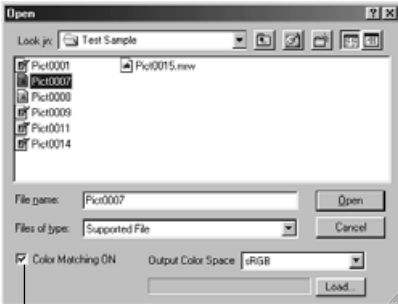 Open
Look in: Test Sample
Pict0001 Pict0015.mrw
Pict0007
Pict0008
Pict0009
Pict0011
Pict0014
File name: Pict0007 Open
Files of type: Supported File Cancel
Color Matching ON Output Color Space sRGB
Load...